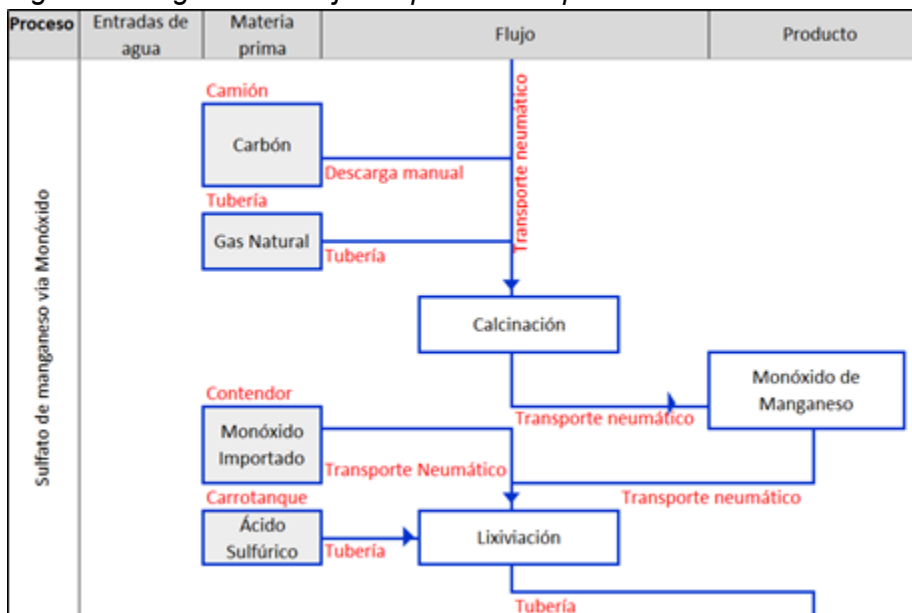 Proceso
Entradas de
agua
Materia
prima
Flujo
Producto
Sulfato de manganeso vía Monóxido
Camión
Carbón
Descarga manual
Transporte neumático
Tubería
Gas Natural
Tubería
Calcinación
Monóxido de
Manganeso
Transporte neumático
Contendor
Monóxido
Importado
Transporte Neumático
Transporte neumático
Carrotanque
Ácido
Sulfúrico
Tubería
Lixiviación
Tubería